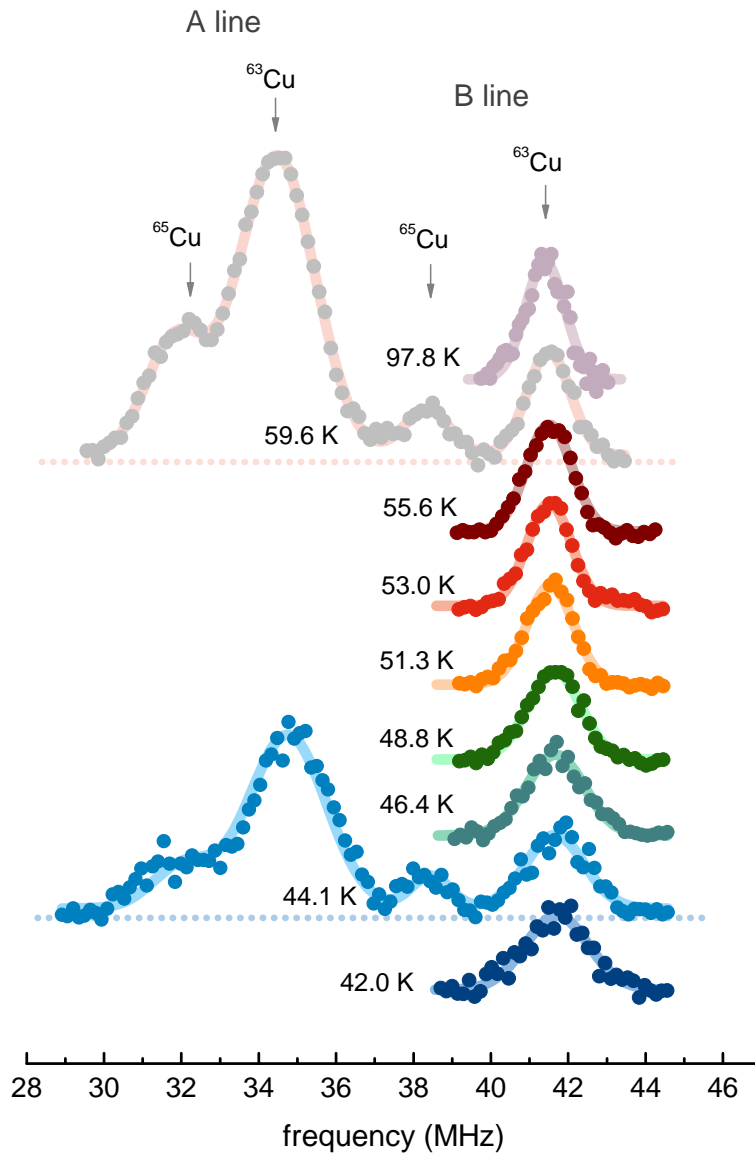 A line
⁶³Cu
B line
⁶³Cu
⁶⁵Cu
⁶⁵Cu
97.8 K
59.6 K
55.6 K
53.0 K
51.3 K
48.8 K
46.4 K
44.1 K
42.0 K
28 30 32 34 36 38 40 42 44 46
frequency (MHz)